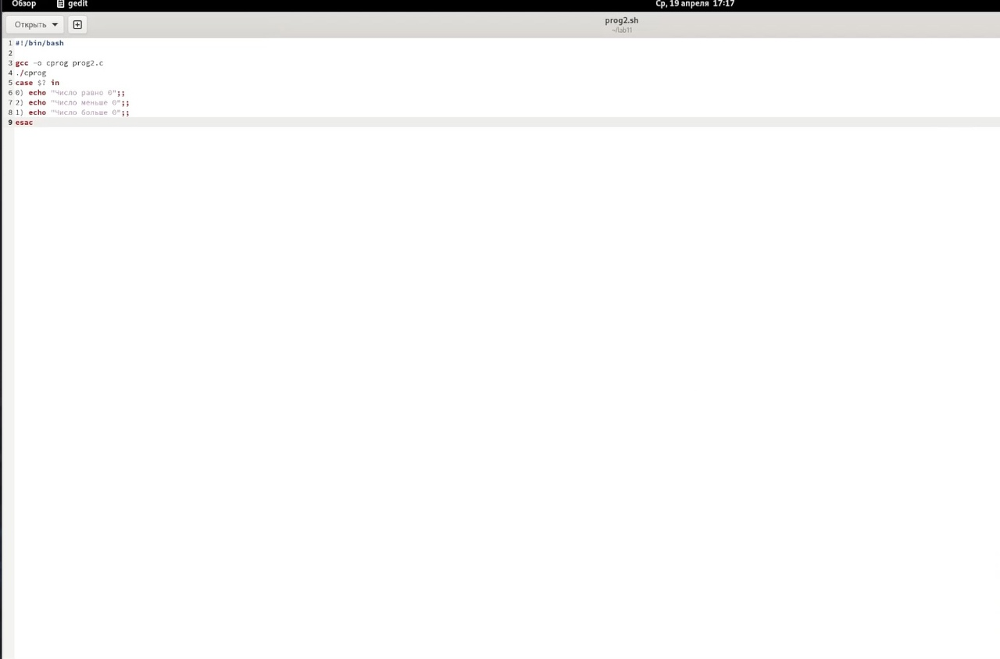 Обзор gedit Ср, 19 апреля 17:17
Открыть prog2.sh
~/lab11
1 #!/bin/bash
2
3 gcc -o cprog prog2.c
4 ./cprog
5 case $? in
6 0) echo "Число равно 0";;
7 2) echo "Число меньше 0";;
8 1) echo "Число больше 0";;
9 esac